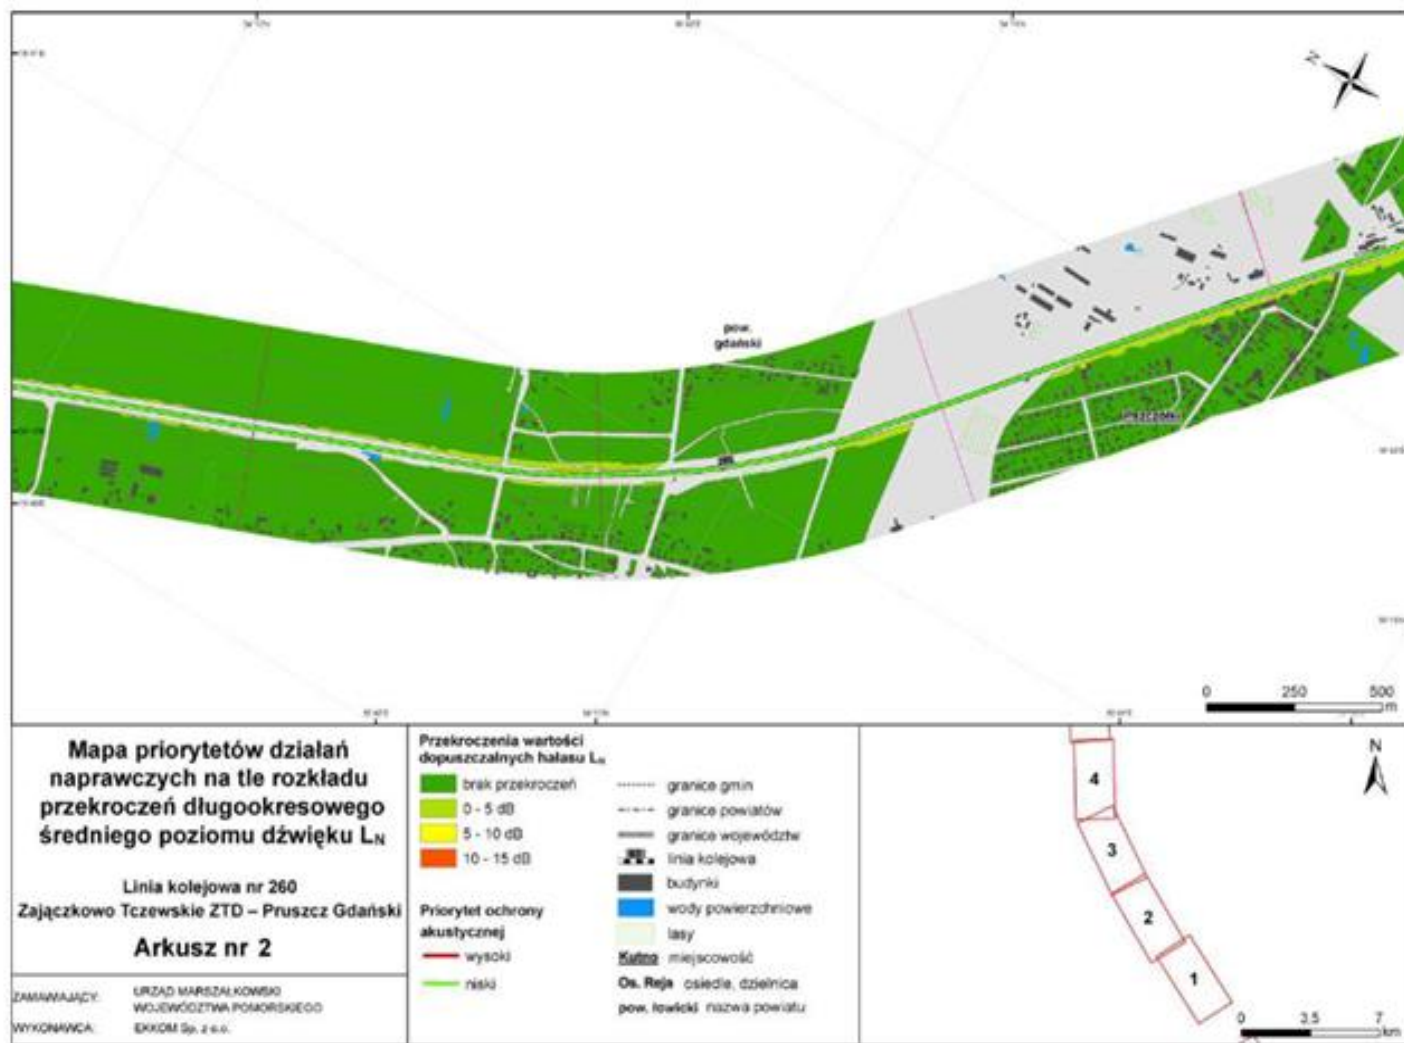 N
pow.
gdański
0 250 500
m
Mapa priorytetów działań
naprawczych na tle rozkładu
przekroczeń długookresowego
średniego poziomu dźwięku LN
Linia kolejowa nr 260
Zajączkowo Tczewskie ZTD – Pruszcz Gdański
Arkusz nr 2
ZAMAWIAJĄCY: URZĄD MARSZAŁKOWSKI
WOJEWÓDZTWA POMORSKIEGO
WYKONAWCA: EKKOM Sp. z o.o.
Przekroczenia wartości
dopuszczalnych hałasu LN
brak przekroczeń
0 - 5 dB
5 - 10 dB
10 - 15 dB
Priorytet ochrony
akustycznej
wysoki
niski
granice gmin
granice powiatów
granice województw
linia kolejowa
budynki
wody powierzchniowe
lasy
Kutno miejscowość
Os. Reja osiedle, dzielnica
pow. łowicki nazwa powiatu
N
4
3
2
1
0 3,5 7
km